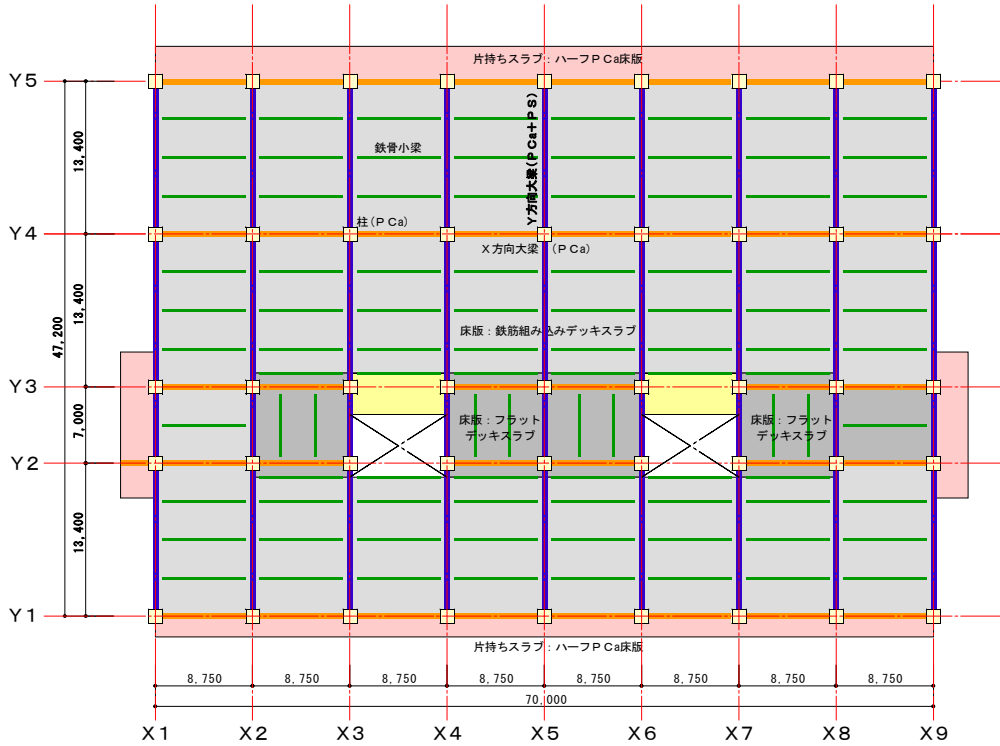 片持ちスラブ：ハーフＰＣａ床版
Y5
13,400
鉄骨小梁
Y方向大梁(ＰＣａ＋ＰＳ)
柱(ＰＣａ)
Y4
X方向大梁 (ＰＣａ)
13,400
47,200
床版：鉄筋組み込みデッキスラブ
Y3
7,000
床版：フラット
デッキスラブ
床版：フラット
デッキスラブ
Y2
13,400
Y1
片持ちスラブ：ハーフＰＣａ床版
8,750 8,750 8,750 8,750 8,750 8,750 8,750 8,750
70,000
X1 X2 X3 X4 X5 X6 X7 X8 X9